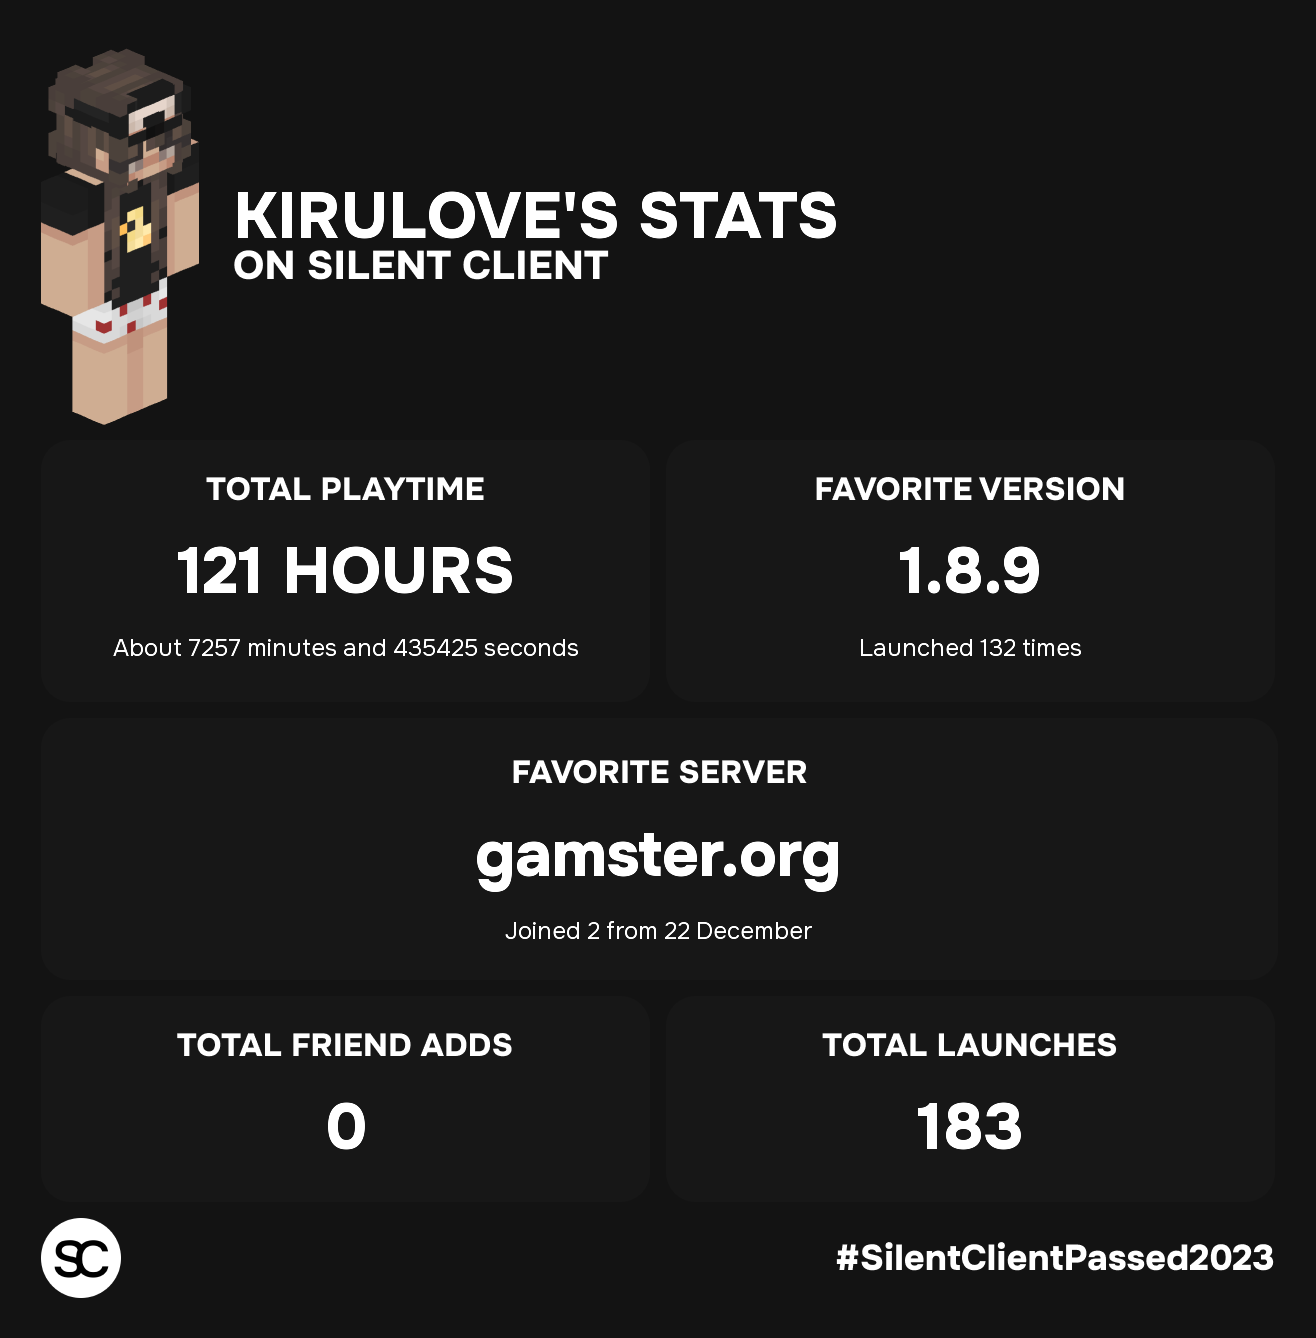 KIRULOVE'S STATS
ON SILENT CLIENT
TOTAL PLAYTIME
121 HOURS
About 7257 minutes and 435425 seconds
FAVORITE VERSION
1.8.9
Launched 132 times
FAVORITE SERVER
gamster.org
Joined 2 from 22 December
TOTAL FRIEND ADDS
0
TOTAL LAUNCHES
183
SC
#SilentClientPassed2023